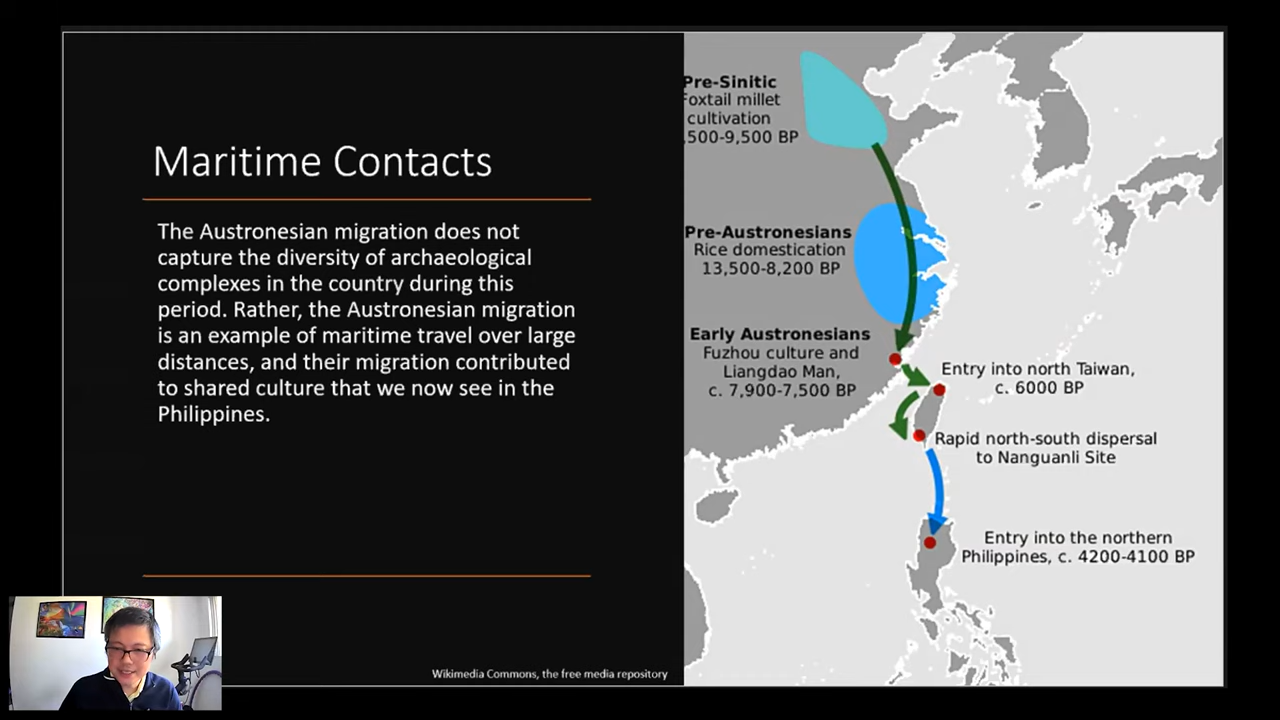 Maritime Contacts
The Austronesian migration does not
capture the diversity of archaeological
complexes in the country during this
period. Rather, the Austronesian migration
is an example of maritime travel over large
distances, and their migration contributed
to shared culture that we now see in the
Philippines.
Wikimedia Commons, the free media repository
Pre-Sinitic
Foxtail millet
cultivation
.500-9,500 BP
Pre-Austronesians
Rice domestication
13,500-8,200 BP
Early Austronesians
Fuzhou culture and
Liangdao Man,
c. 7,900-7,500 BP
Entry into north Taiwan,
c. 6000 BP
Rapid north-south dispersal
to Nanguanli Site
Entry into the northern
Philippines, c. 4200-4100 BP